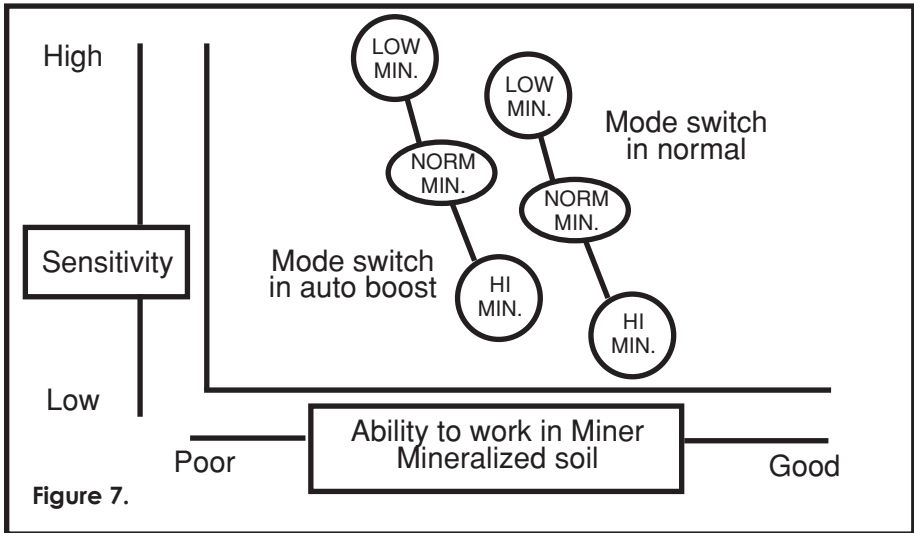 High
LOW
MIN.
LOW
MIN.
Mode switch
in normal
NORM
MIN.
NORM
MIN.
Sensitivity
Mode switch
in auto boost
HI
MIN.
HI
MIN.
Low
Ability to work in Miner
Mineralized soil
Poor
Good
Figure 7.